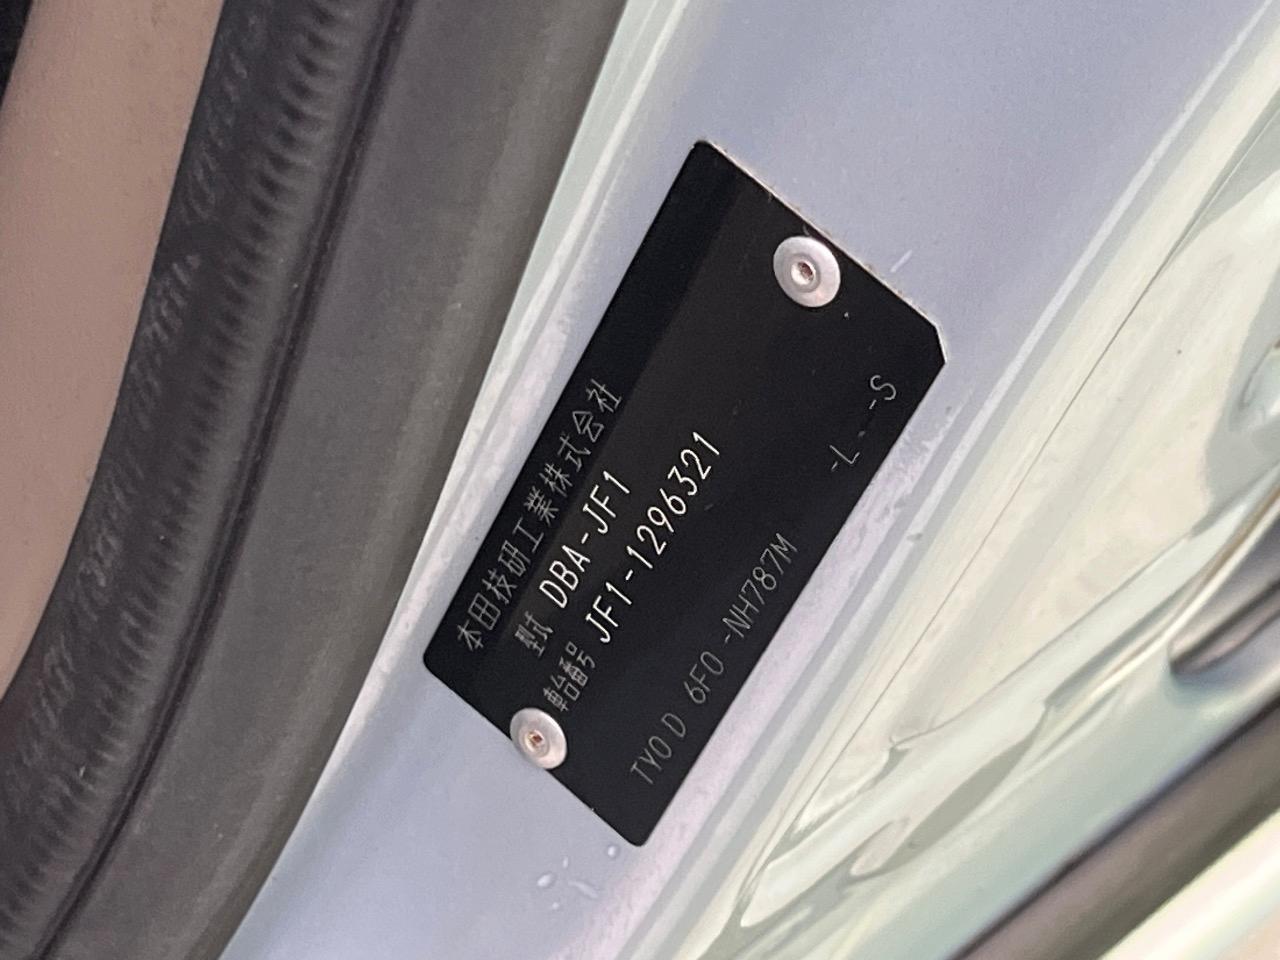 本田技研工業株式会社
型式 DBA-JF1
車台番号 JF1-1296321
TY0 D 6F0 -NH787M -L -- -S